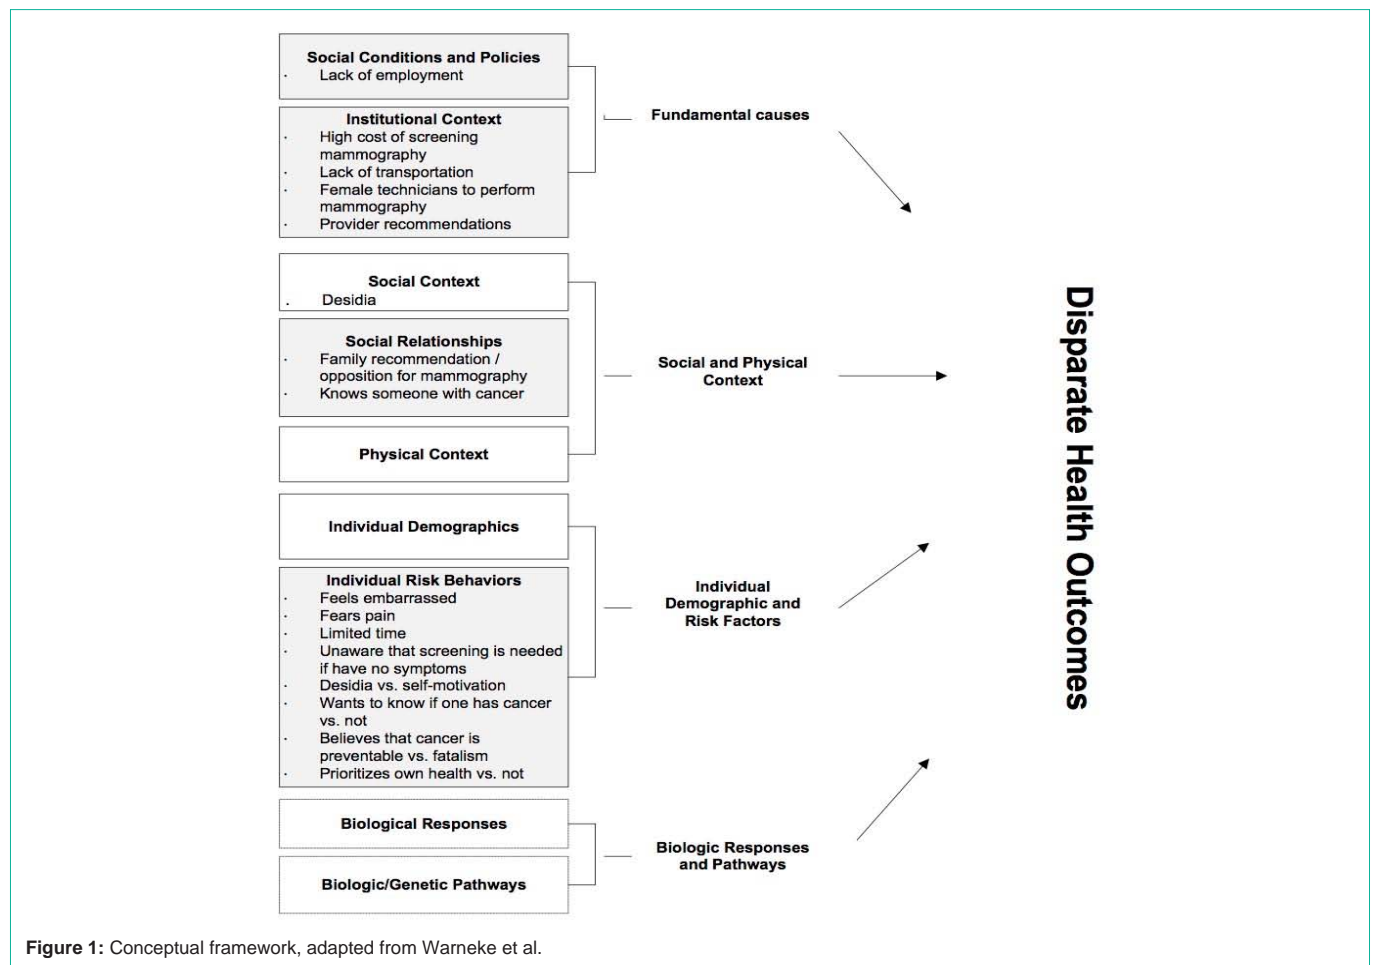 Social Conditions and Policies
· Lack of employment
Institutional Context
· High cost of screening
mammography
· Lack of transportation
· Female technicians to perform
mammography
· Provider recommendations
Fundamental causes
Social Context
. Desidia
Social Relationships
· Family recommendation /
opposition for mammography
· Knows someone with cancer
Physical Context
Social and Physical
Context
Individual Demographics
Individual Risk Behaviors
· Feels embarrassed
· Fears pain
· Limited time
· Unaware that screening is needed
if have no symptoms
· Desidia vs. self-motivation
· Wants to know if one has cancer
vs. not
· Believes that cancer is
preventable vs. fatalism
· Prioritizes own health vs. not
Individual
Demographic and
Risk Factors
Biological Responses
Biologic/Genetic Pathways
Biologic Responses
and Pathways
Disparate Health Outcomes
Figure 1: Conceptual framework, adapted from Warneke et al.